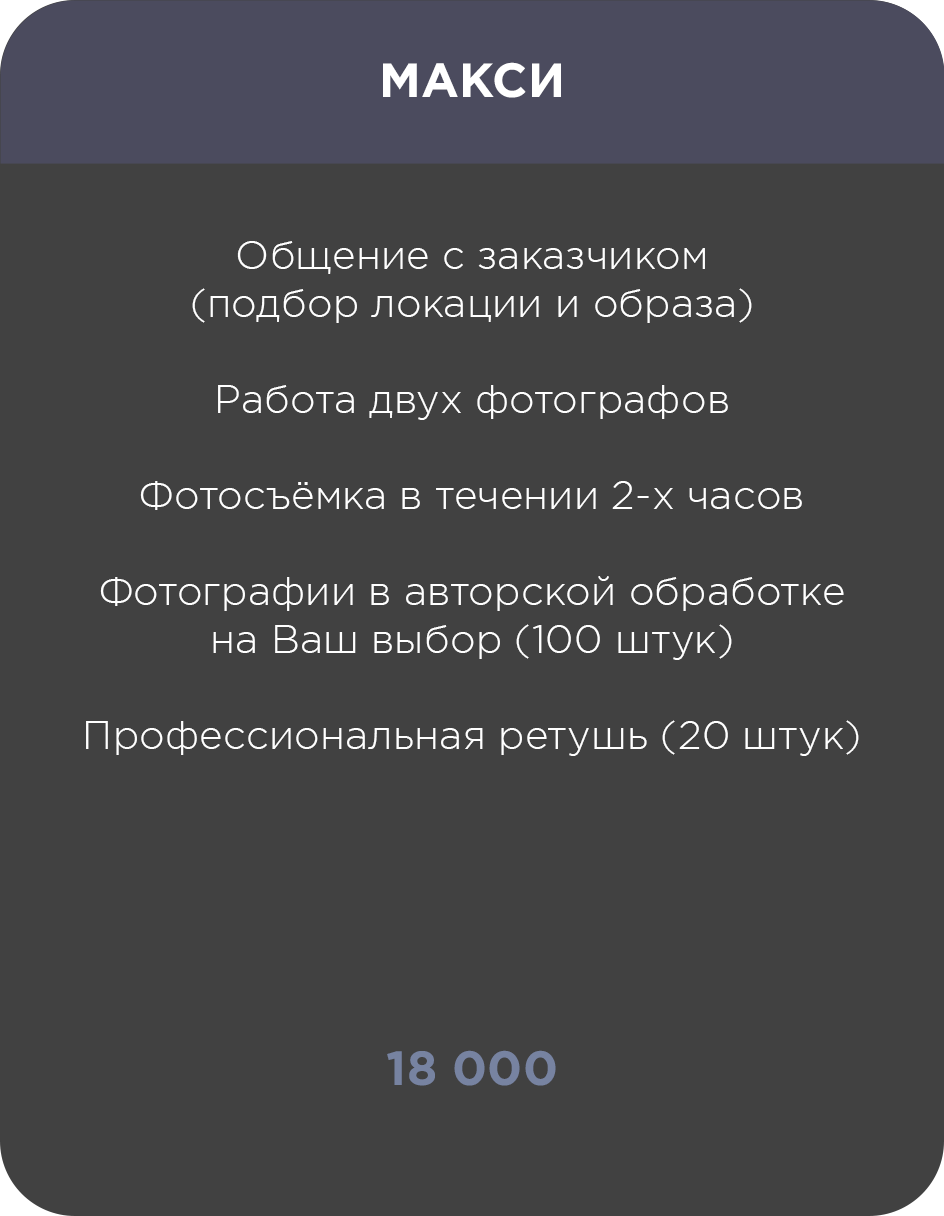 МАКСИ
Общение с заказчиком
(подбор локации и образа)
Работа двух фотографов
Фотосъёмка в течении 2-х часов
Фотографии в авторской обработке
на Ваш выбор (100 штук)
Профессиональная ретушь (20 штук)
18 000